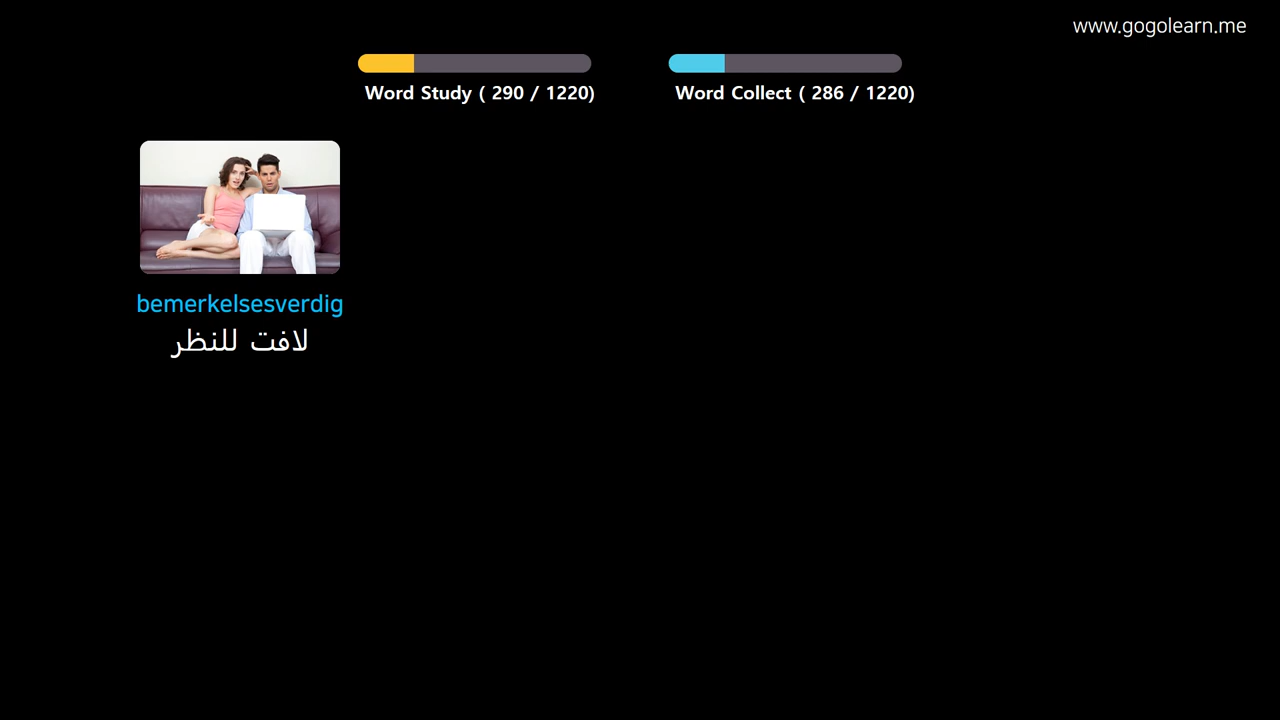 www.gogolearn.me
Word Study ( 290 / 1220)
Word Collect ( 286 / 1220)
bemerkelsesverdig
لافت للنظر